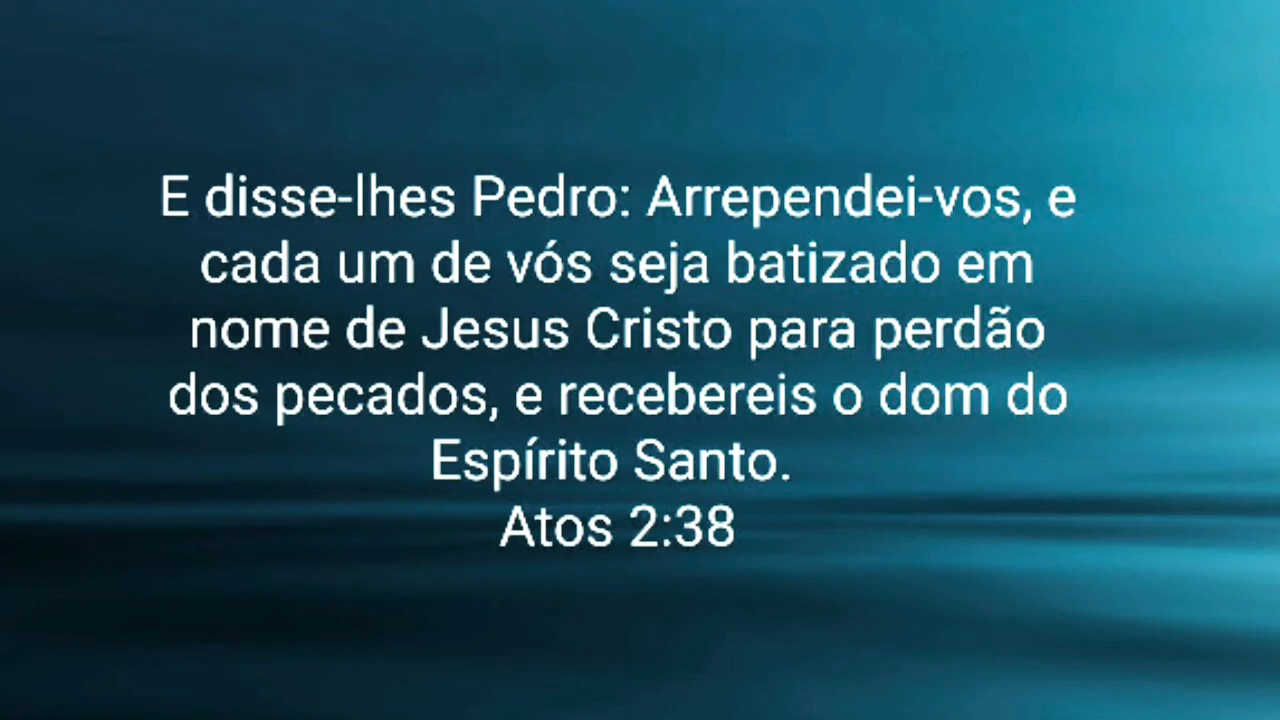 E disse-lhes Pedro: Arrependei-vos, e
cada um de vós seja batizado em
nome de Jesus Cristo para perdão
dos pecados, e recebereis o dom do
Espírito Santo.
Atos 2:38